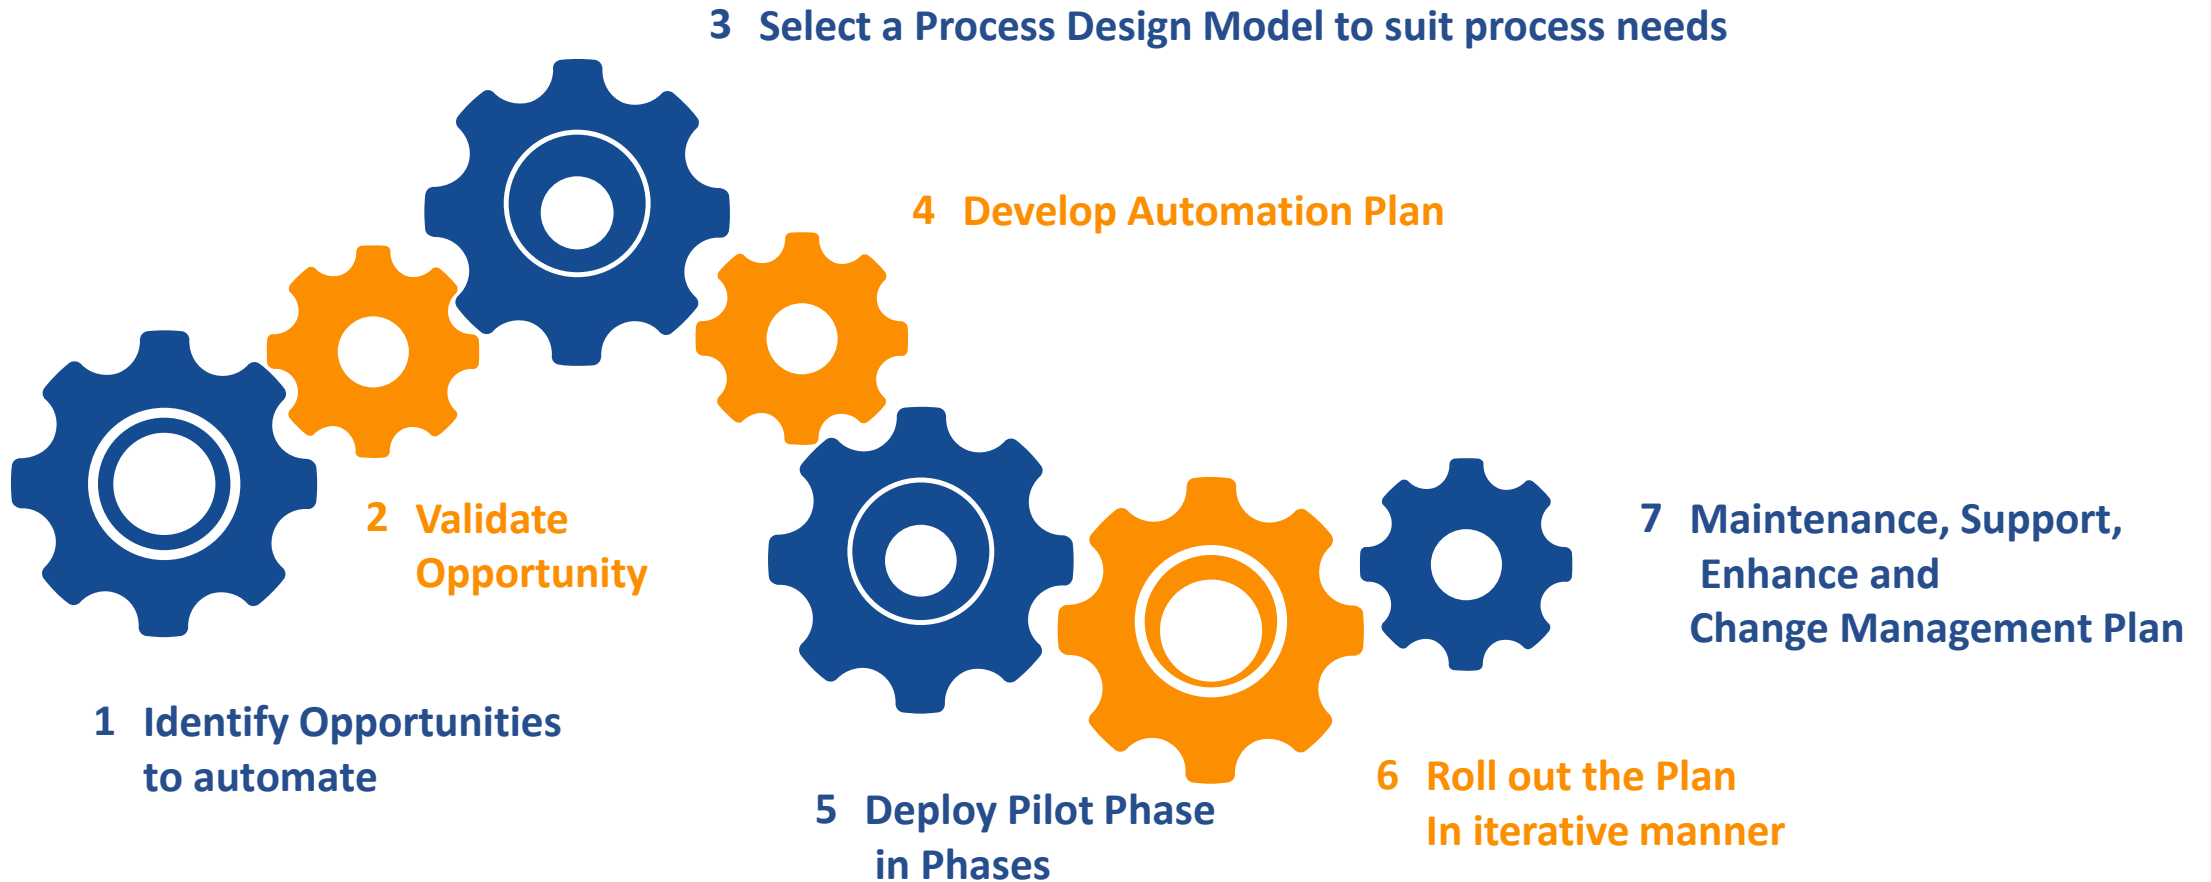 3 Select a Process Design Model to suit process needs
4 Develop Automation Plan
2 Validate
Opportunity
7 Maintenance, Support,
Enhance and
Change Management Plan
1 Identify Opportunities
to automate
6 Roll out the Plan
In iterative manner
5 Deploy Pilot Phase
in Phases